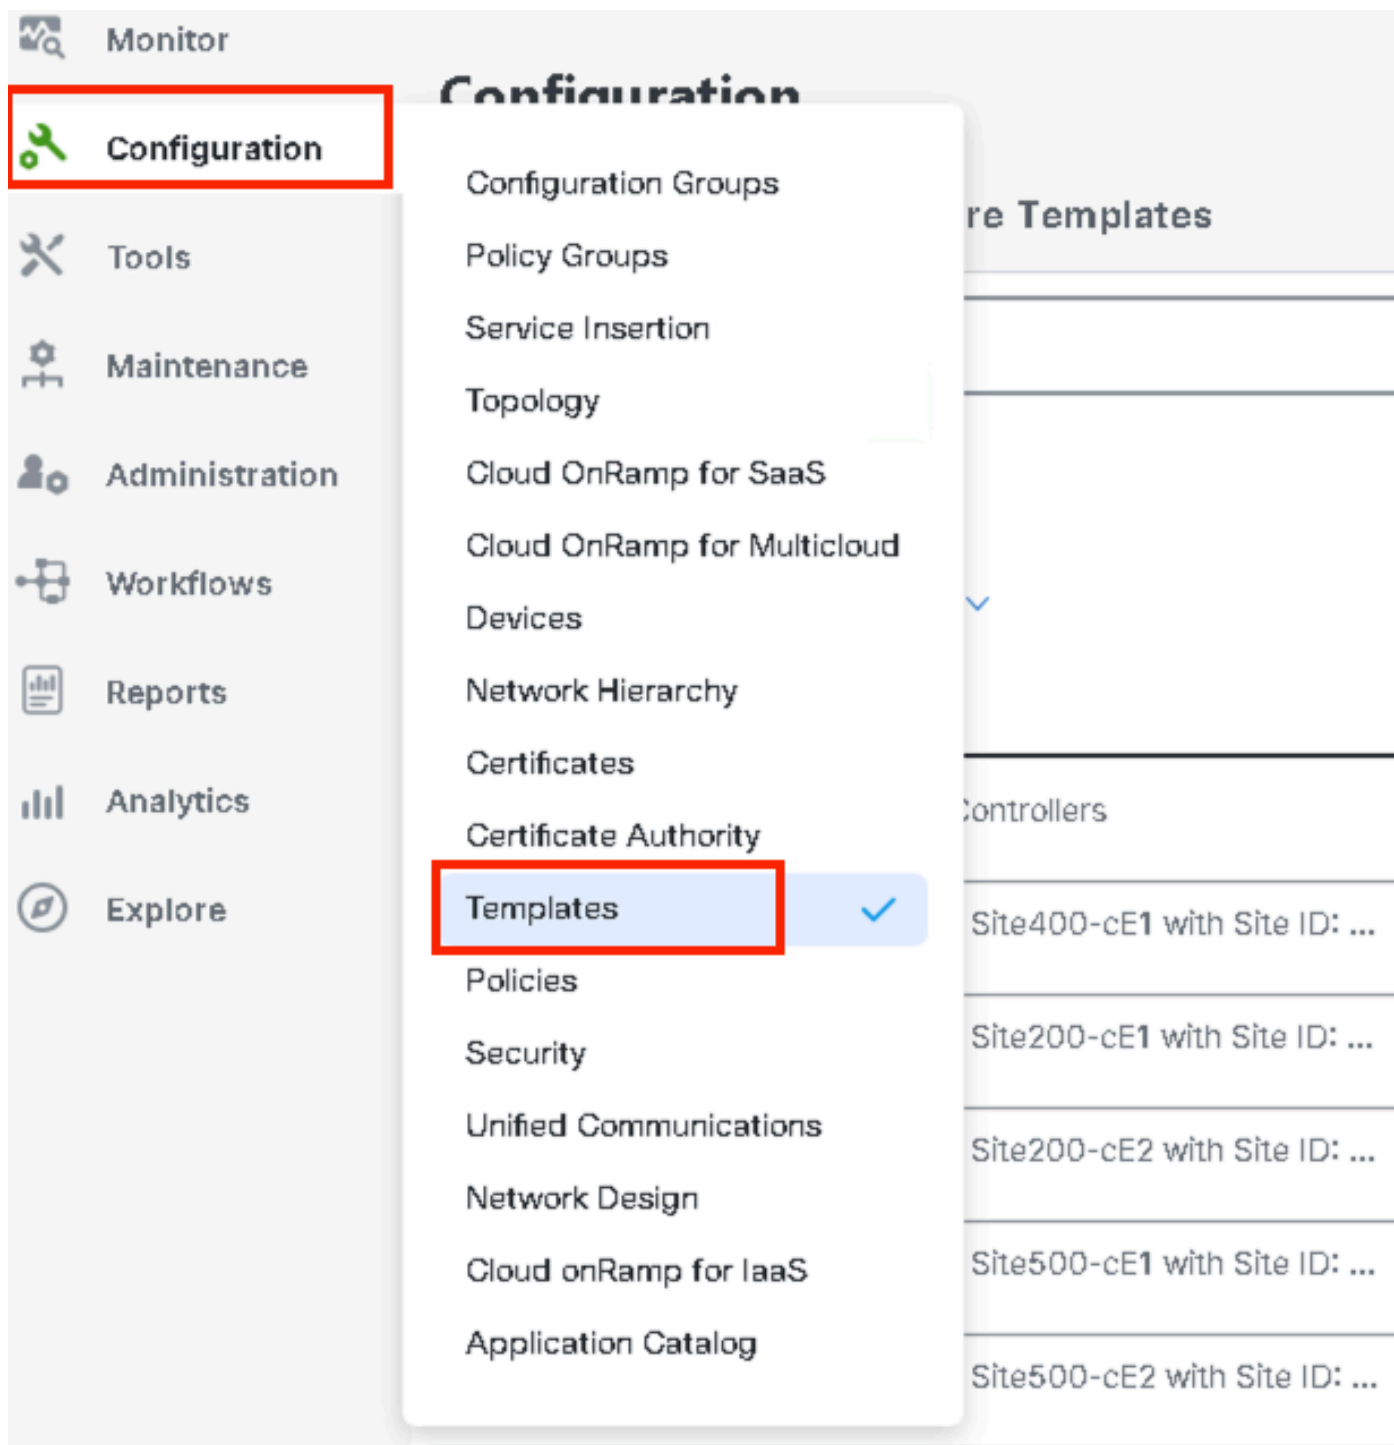 Monitor
Configuration
Tools
Maintenance
Administration
Workflows
Reports
Analytics
Explore
Configuration
Configuration Groups
Policy Groups
Service Insertion
Topology
Cloud OnRamp for SaaS
Cloud OnRamp for Multicloud
Devices
Network Hierarchy
Certificates
Certificate Authority
Templates
Policies
Security
Unified Communications
Network Design
Cloud onRamp for IaaS
Application Catalog
re Templates
Controllers
Site400-cE1 with Site ID: ...
Site200-cE1 with Site ID: ...
Site200-cE2 with Site ID: ...
Site500-cE1 with Site ID: ...
Site500-cE2 with Site ID: ...